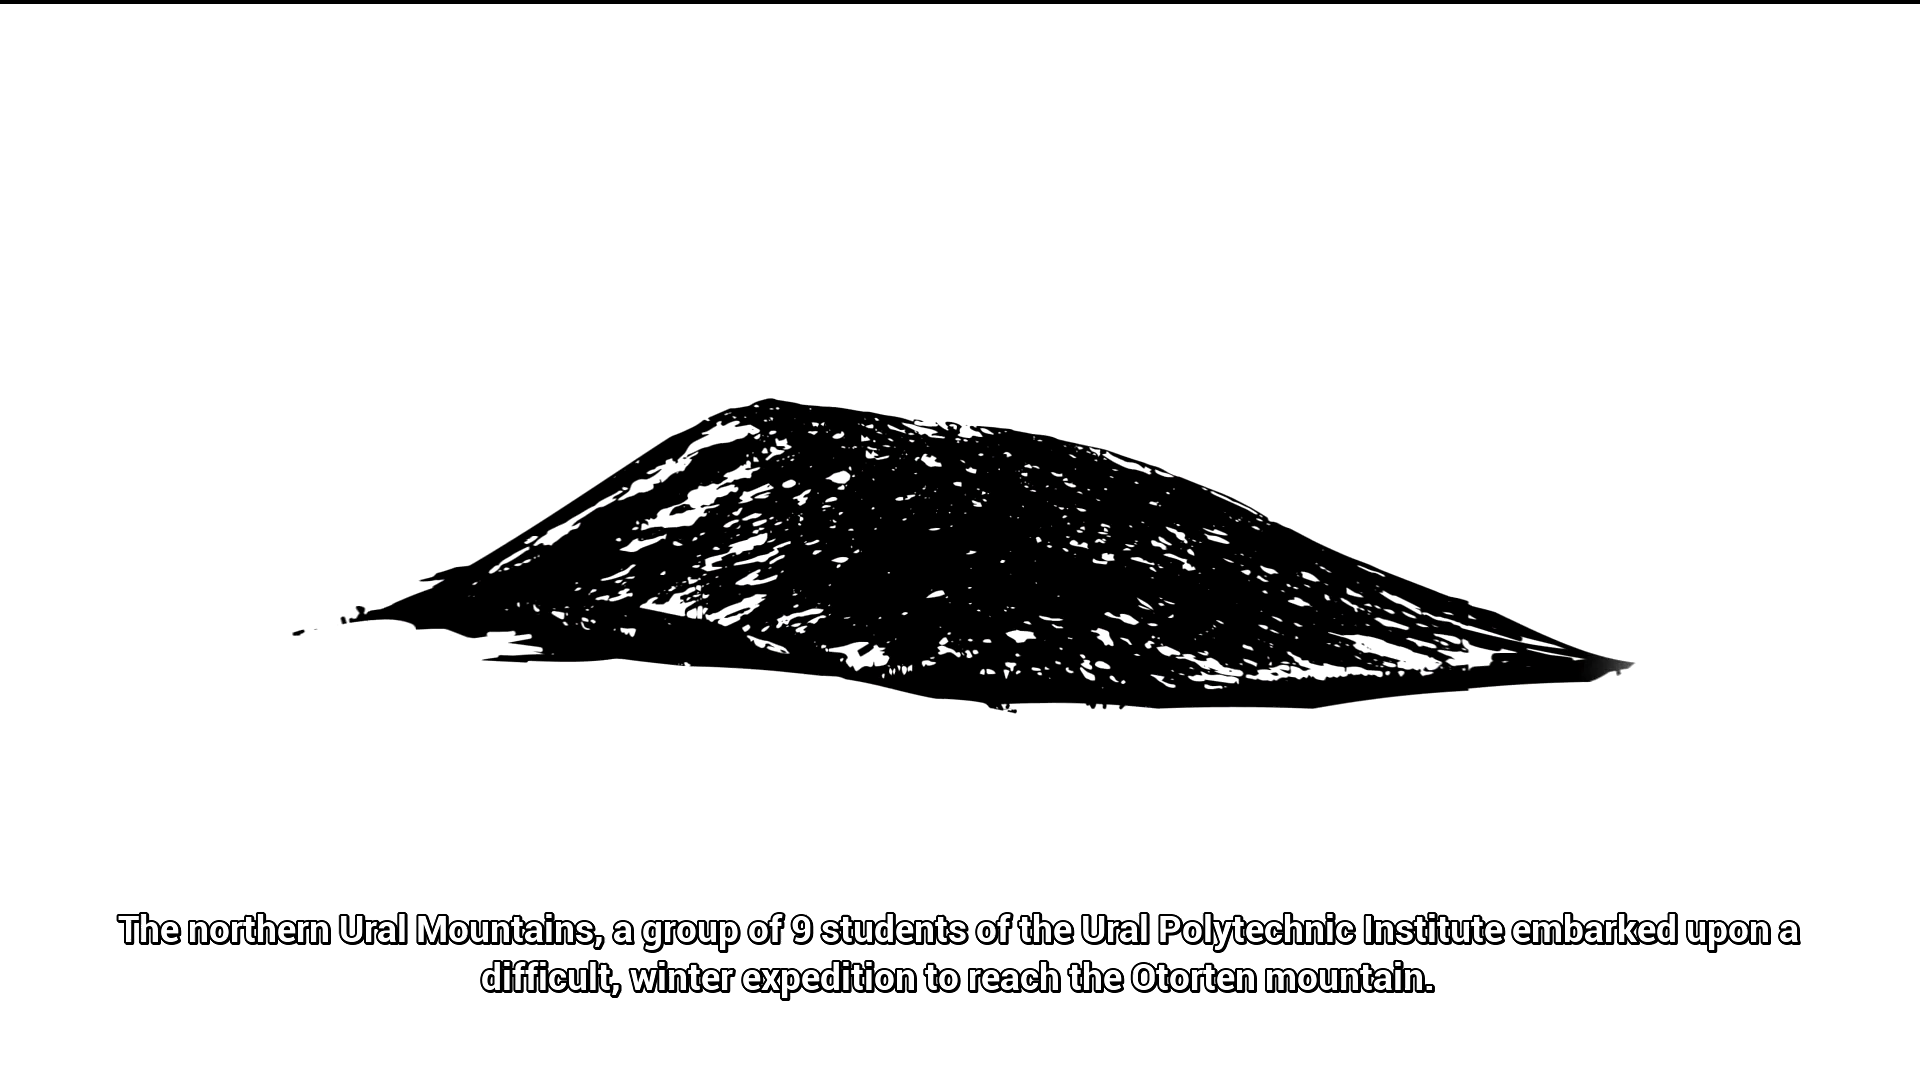 The northern Ural Mountains, a group of 9 students of the Ural Polytechnic Institute embarked upon a
difficult, winter expedition to reach the Otorten mountain.